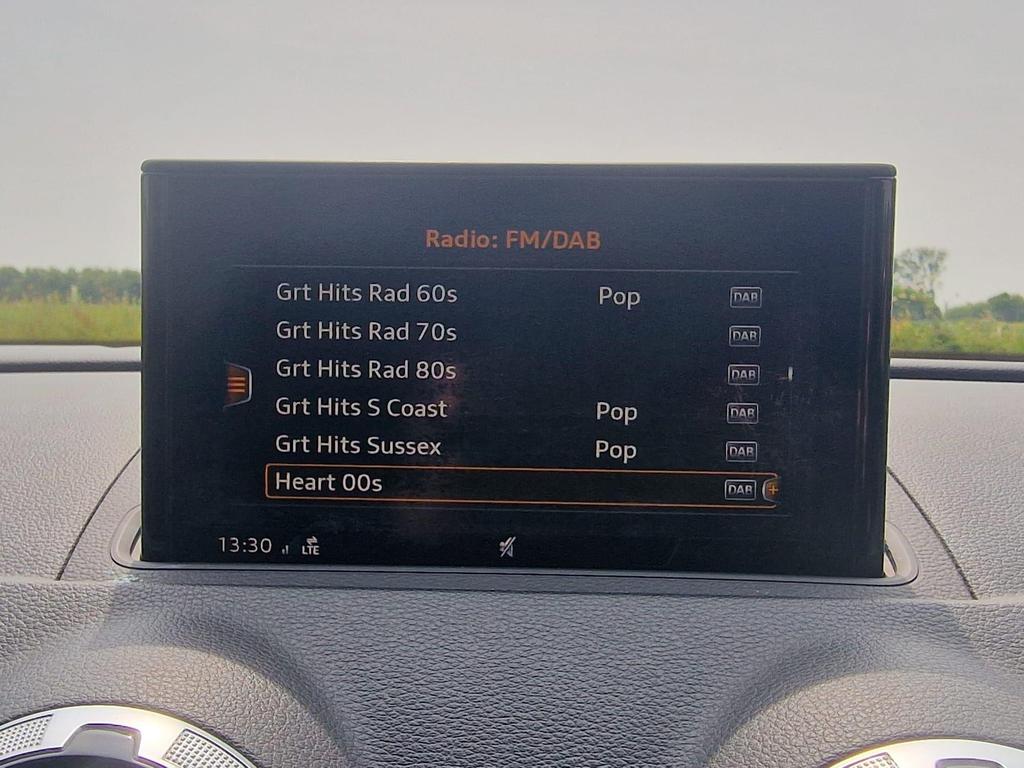 Radio: FM/DAB
Grt Hits Rad 60s Pop DAB
Grt Hits Rad 70s DAB
Grt Hits Rad 80s DAB
Grt Hits S Coast Pop DAB
Grt Hits Sussex Pop DAB
Heart 00s DAB +
13:30 LTE